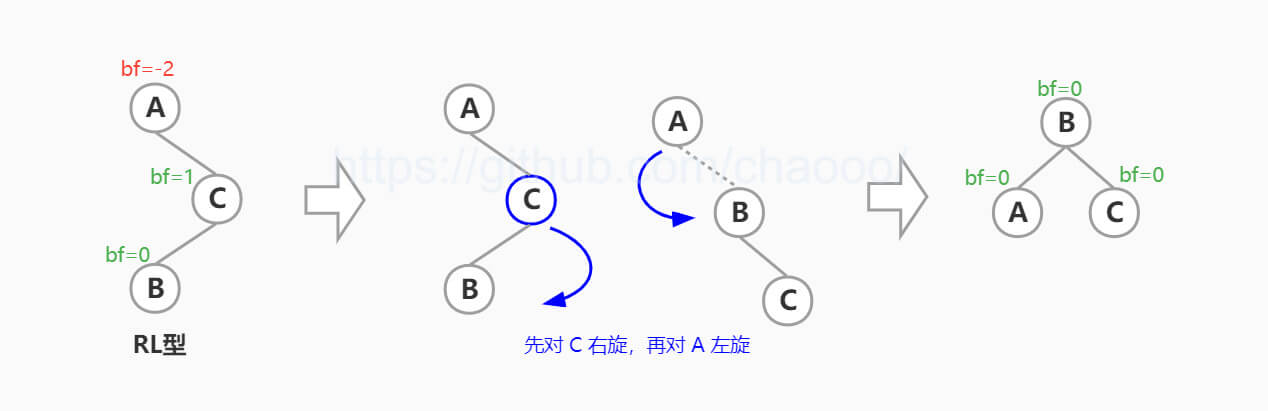 bf=-2
A
bf=1
C
bf=0
B
RL型
A
C
B
A
B
C
先对 C 右旋，再对 A 左旋
bf=0
B
bf=0
bf=0
A
C
https://github.com/chaoooo/